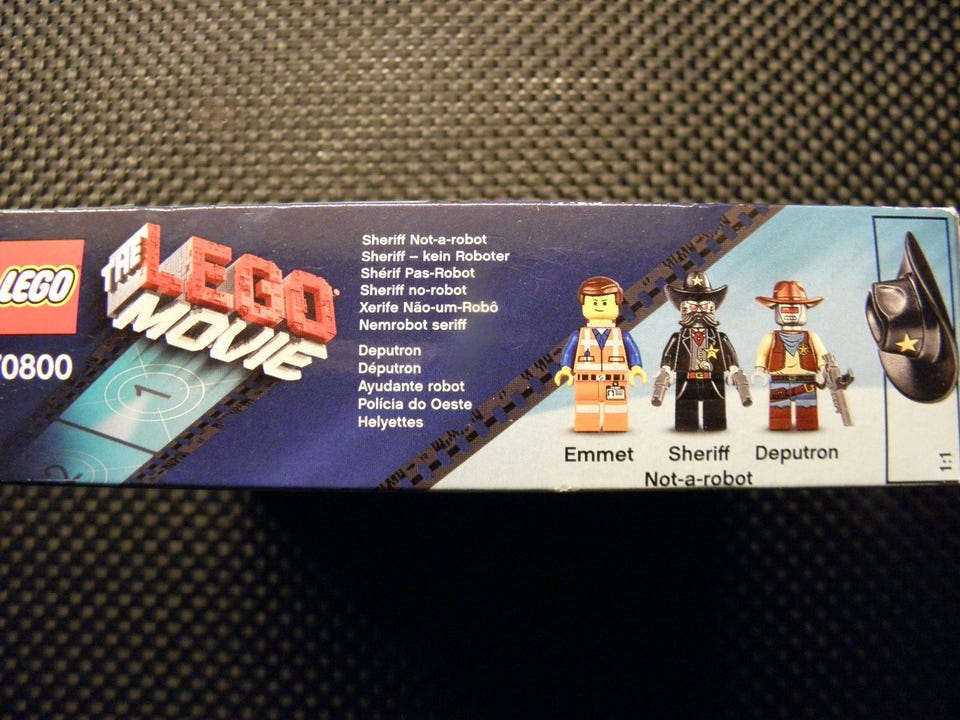 LEGO
70800
THE
LEGO
MOVIE
1
2
Sheriff Not-a-robot
Sheriff – kein Roboter
Shérif Pas-Robot
Sheriff no-robot
Xerife Não-um-Robô
Nemrobot seriff
Deputron
Députron
Ayudante robot
Polícia do Oeste
Helyettes
Emmet
Sheriff
Not-a-robot
Deputron
1:1